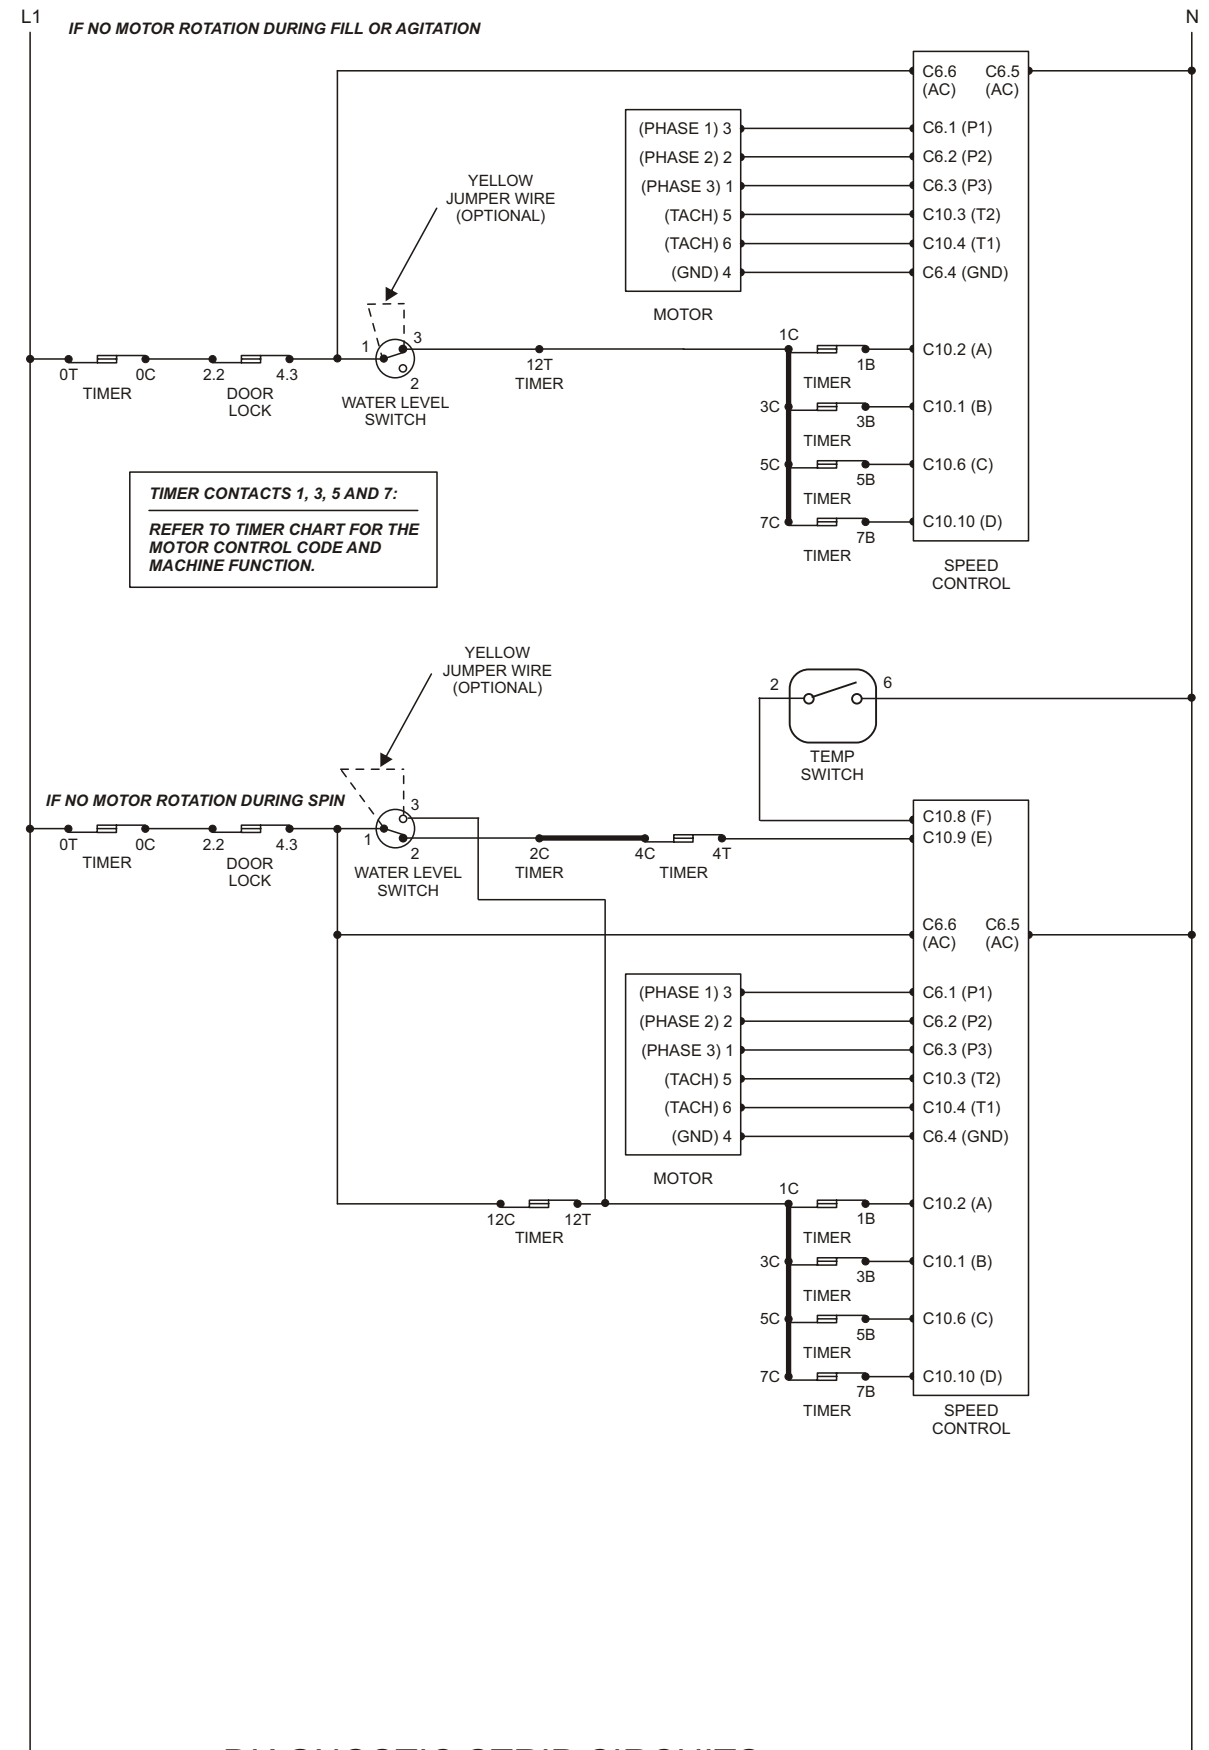 L1
N
IF NO MOTOR ROTATION DURING FILL OR AGITATION
C6.6 C6.5
(AC) (AC)
(PHASE 1) 3
C6.1 (P1)
(PHASE 2) 2
C6.2 (P2)
(PHASE 3) 1
C6.3 (P3)
(TACH) 5
C10.3 (T2)
(TACH) 6
C10.4 (T1)
(GND) 4
C6.4 (GND)
MOTOR
YELLOW
JUMPER WIRE
(OPTIONAL)
0T 0C
TIMER
2.2 4.3
DOOR
LOCK
1
3
2
WATER LEVEL
SWITCH
12T
TIMER
1C
1B
TIMER
C10.2 (A)
3C
3B
TIMER
C10.1 (B)
5C
5B
TIMER
C10.6 (C)
7C
7B
TIMER
C10.10 (D)
SPEED
CONTROL
TIMER CONTACTS 1, 3, 5 AND 7:
REFER TO TIMER CHART FOR THE
MOTOR CONTROL CODE AND
MACHINE FUNCTION.
YELLOW
JUMPER WIRE
(OPTIONAL)
2
6
TEMP
SWITCH
IF NO MOTOR ROTATION DURING SPIN
0T 0C
TIMER
2.2 4.3
DOOR
LOCK
1
3
2
WATER LEVEL
SWITCH
2C
TIMER
4C 4T
TIMER
C10.8 (F)
C10.9 (E)
C6.6 C6.5
(AC) (AC)
(PHASE 1) 3
C6.1 (P1)
(PHASE 2) 2
C6.2 (P2)
(PHASE 3) 1
C6.3 (P3)
(TACH) 5
C10.3 (T2)
(TACH) 6
C10.4 (T1)
(GND) 4
C6.4 (GND)
MOTOR
12C 12T
TIMER
1C
1B
TIMER
C10.2 (A)
3C
3B
TIMER
C10.1 (B)
5C
5B
TIMER
C10.6 (C)
7C
7B
TIMER
C10.10 (D)
SPEED
CONTROL